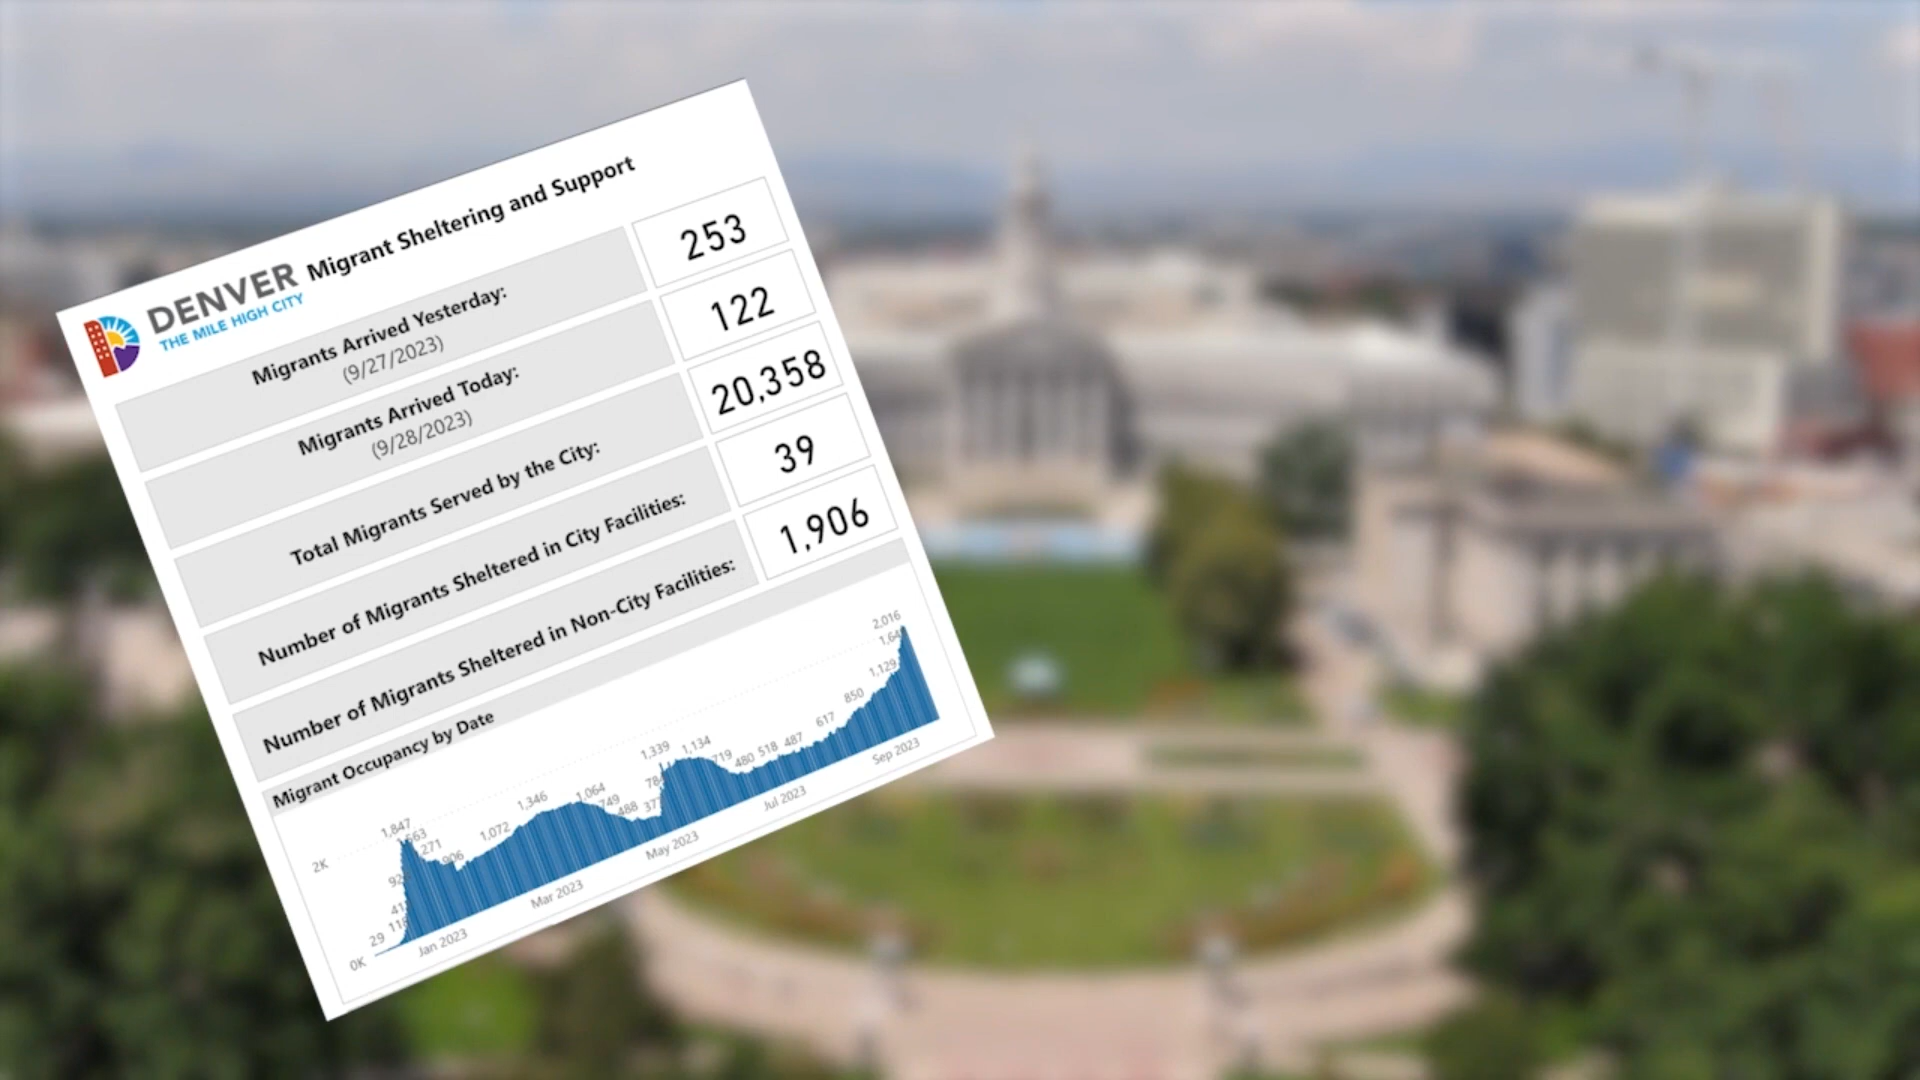 DENVER
THE MILE HIGH CITY
Migrant Sheltering and Support
Migrants Arrived Yesterday:
(9/27/2023)
253
Migrants Arrived Today:
(9/28/2023)
122
Total Migrants Served by the City:
20,358
Number of Migrants Sheltered in City Facilities:
39
Number of Migrants Sheltered in Non-City Facilities:
1,906
Migrant Occupancy by Date
2K
0K
29
1,847
906
1,072
1,346
1,064
749
488
1,339
1,134
719
480
518
487
617
850
1,129
2,016
Jan 2023
Mar 2023
May 2023
Jul 2023
Sep 2023